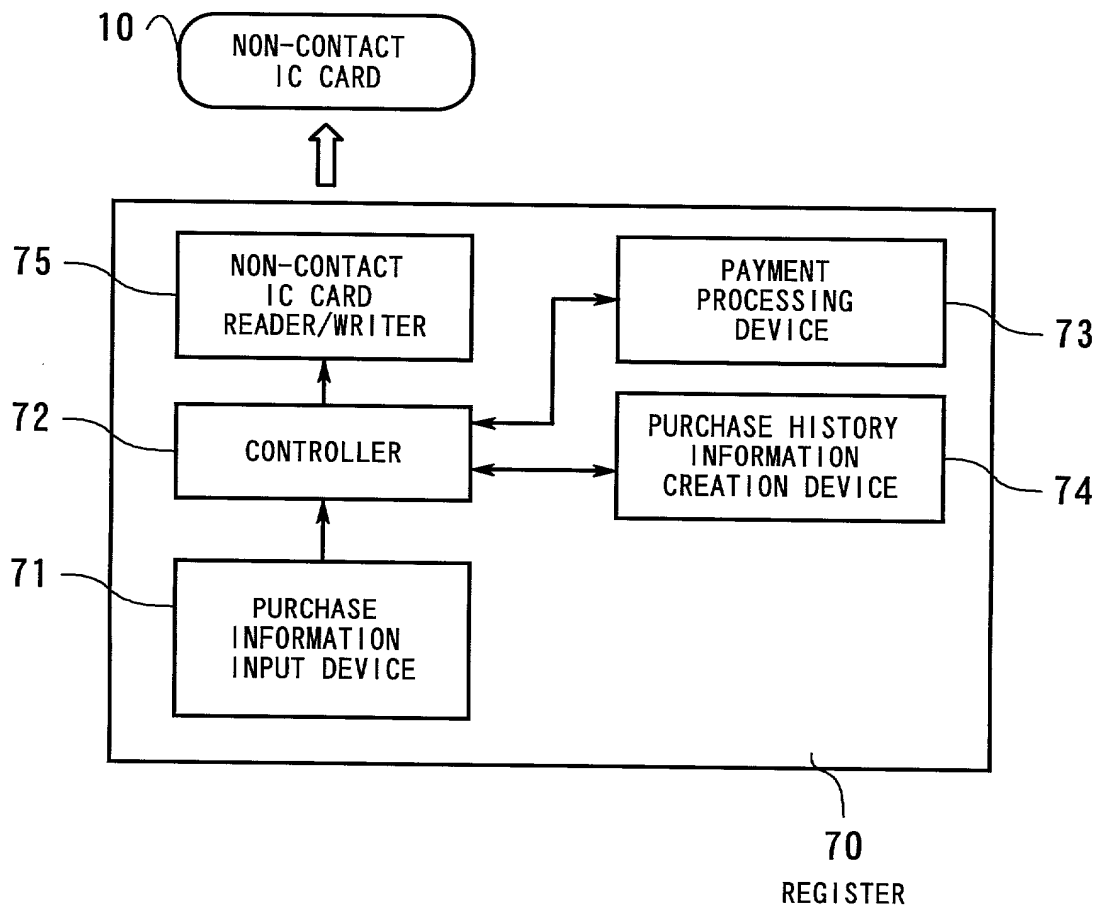 10
NON-CONTACT
IC CARD
75
NON-CONTACT
IC CARD
READER/WRITER
PAYMENT
PROCESSING
DEVICE
73
72
CONTROLLER
PURCHASE HISTORY
INFORMATION
CREATION DEVICE
74
71
PURCHASE
INFORMATION
INPUT DEVICE
70
REGISTER